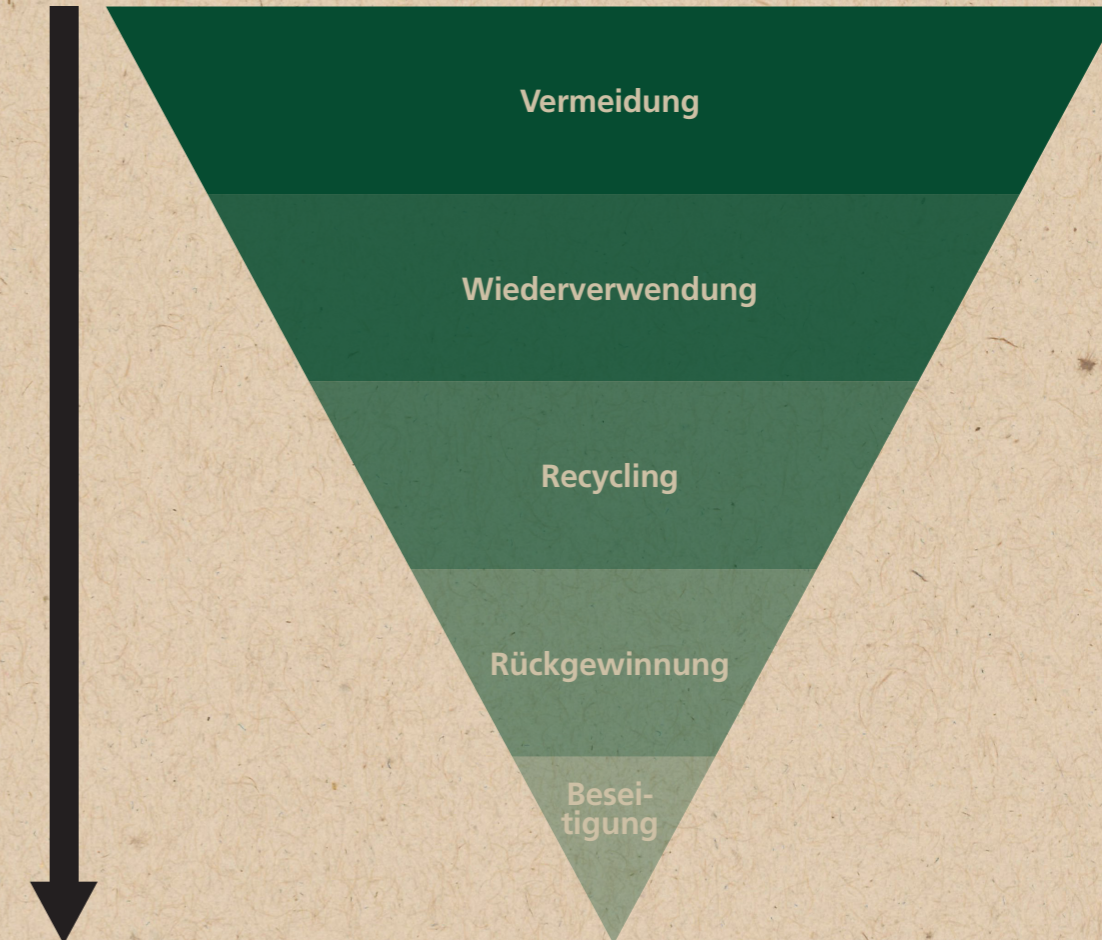 Vermeidung
Wiederverwendung
Recycling
Rückgewinnung
Besei-
tigung